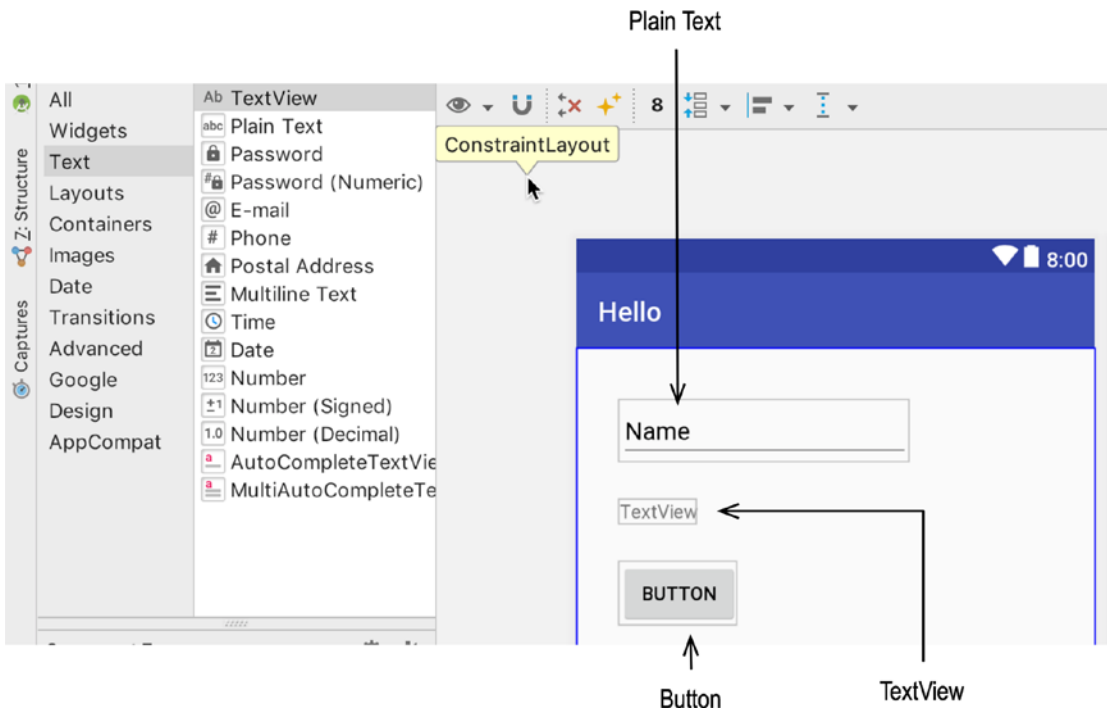 Plain Text
All
Widgets
Text
Layouts
Containers
Images
Date
Transitions
Advanced
Google
Design
AppCompat
Z: Structure
Captures
Ab TextView
abc Plain Text
Password
# Password (Numeric)
@ E-mail
# Phone
Postal Address
Multiline Text
Time
2 Date
123 Number
±1 Number (Signed)
1.0 Number (Decimal)
a AutoCompleteTextVie
a MultiAutoCompleteTe
8
ConstraintLayout
8:00
Hello
Name
TextView
BUTTON
Button
TextView